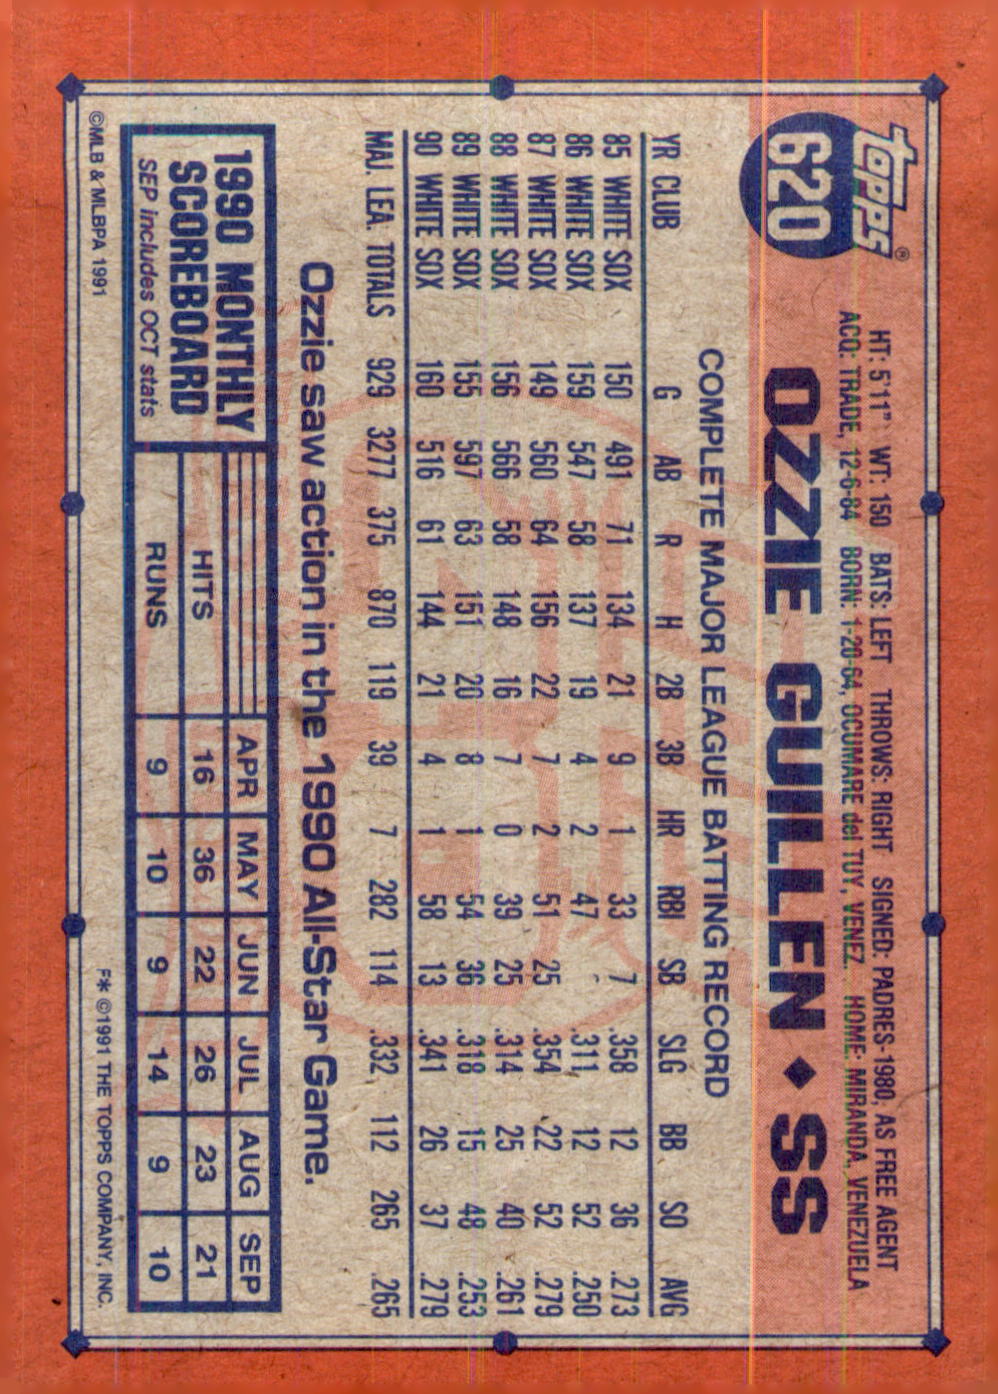 Topps®
620
HT: 5'11" WT: 150 BATS: LEFT THROWS: RIGHT SIGNED: PADRES-1980, AS FREE AGENT
ACQ: TRADE, 12-6-84 BORN: 1-20-64, OCUMARE del TUY, VENEZ. HOME: MIRANDA, VENEZUELA
OZZIE GUILLEN ◆ SS
COMPLETE MAJOR LEAGUE BATTING RECORD
YR CLUB G AB R H 2B 3B HR RBI SB SLG BB SO AVG
85 WHITE SOX 150 491 71 134 21 9 1 33 7 .358 12 36 .273
86 WHITE SOX 159 547 58 137 19 4 2 47 .311 12 52 .250
87 WHITE SOX 149 560 64 156 22 7 2 51 25 .354 22 52 .279
88 WHITE SOX 156 566 58 148 16 7 0 39 25 .314 25 40 .261
89 WHITE SOX 155 597 63 151 20 8 1 54 36 .318 15 48 .253
90 WHITE SOX 160 516 61 144 21 4 1 58 13 .341 26 37 .279
MAJ. LEA. TOTALS 929 3277 375 870 119 39 7 282 114 .332 112 265 .265
Ozzie saw action in the 1990 All-Star Game.
1990 MONTHLY
SCOREBOARD
SEP includes OCT stats
APR MAY JUN JUL AUG SEP
HITS 16 36 22 26 23 21
RUNS 9 10 9 14 9 10
©MLB & MLBPA 1991
F* ©1991 THE TOPPS COMPANY, INC.